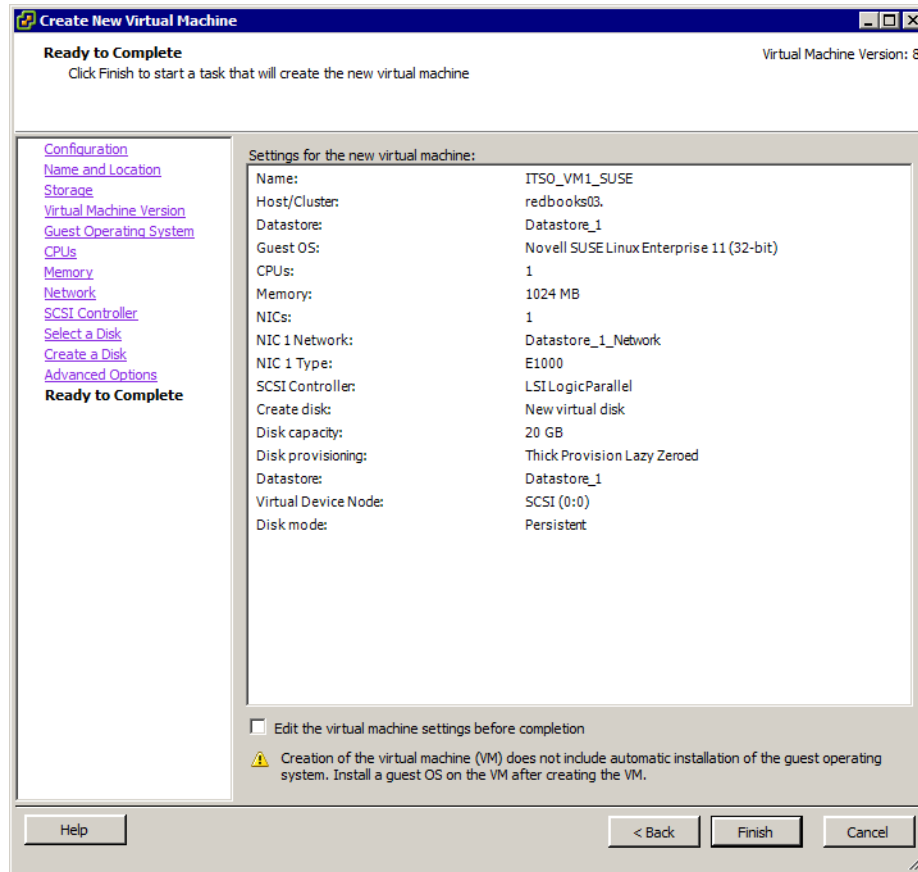 Create New Virtual Machine
Ready to Complete
Click Finish to start a task that will create the new virtual machine
Virtual Machine Version: 8
Configuration
Name and Location
Storage
Virtual Machine Version
Guest Operating System
CPUs
Memory
Network
SCSI Controller
Select a Disk
Create a Disk
Advanced Options
Ready to Complete
Settings for the new virtual machine:
Name: ITSO_VM1_SUSE
Host/Cluster: redbooks03.
Datastore: Datastore_1
Guest OS: Novell SUSE Linux Enterprise 11 (32-bit)
CPUs: 1
Memory: 1024 MB
NICs: 1
NIC 1 Network: Datastore_1_Network
NIC 1 Type: E1000
SCSI Controller: LSI Logic Parallel
Create disk: New virtual disk
Disk capacity: 20 GB
Disk provisioning: Thick Provision Lazy Zeroed
Datastore: Datastore_1
Virtual Device Node: SCSI (0:0)
Disk mode: Persistent
Edit the virtual machine settings before completion
Creation of the virtual machine (VM) does not include automatic installation of the guest operating
system. Install a guest OS on the VM after creating the VM.
Help
< Back
Finish
Cancel